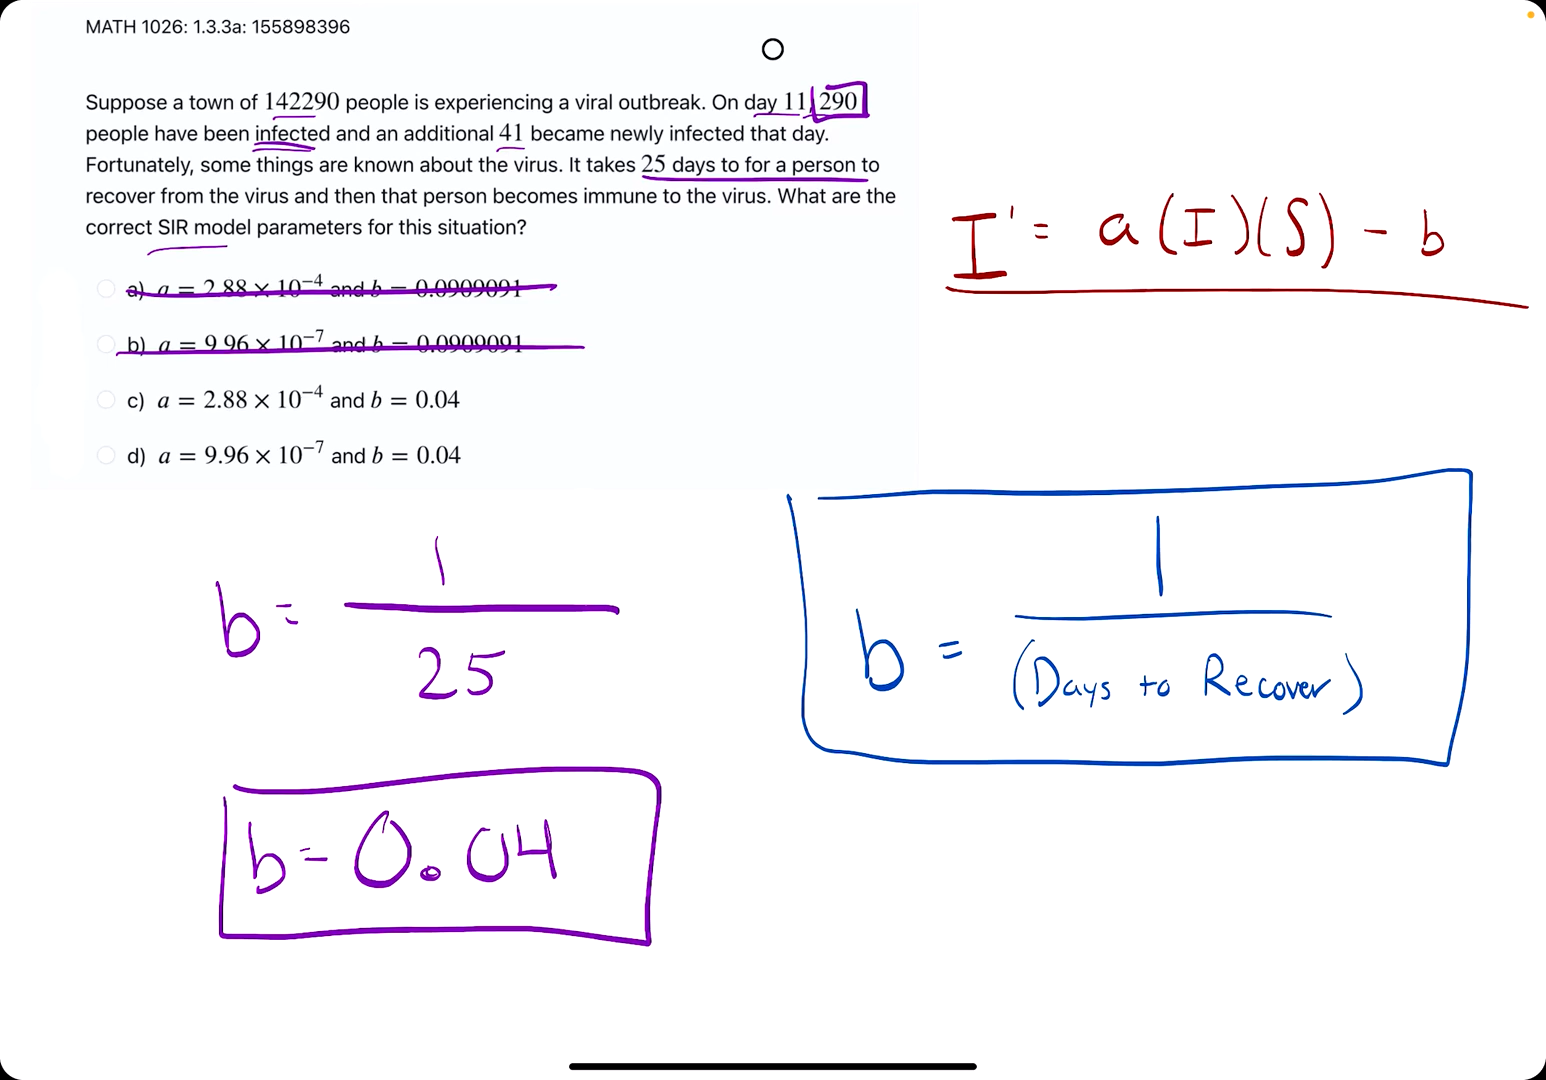 MATH 1026: 1.3.3a: 155898396
Suppose a town of 142290 people is experiencing a viral outbreak. On day 11, 290
people have been infected and an additional 41 became newly infected that day.
Fortunately, some things are known about the virus. It takes 25 days to for a person to
recover from the virus and then that person becomes immune to the virus. What are the
correct SIR model parameters for this situation?
I' = a(I)(S) - b
a) a = 2.88 × 10⁻⁴ and b = 0.0909091
b) a = 9.96 × 10⁻⁷ and b = 0.0909091
c) a = 2.88 × 10⁻⁴ and b = 0.04
d) a = 9.96 × 10⁻⁷ and b = 0.04
b = 1 / 25
b = 1 / (Days to Recover)
b = 0.04